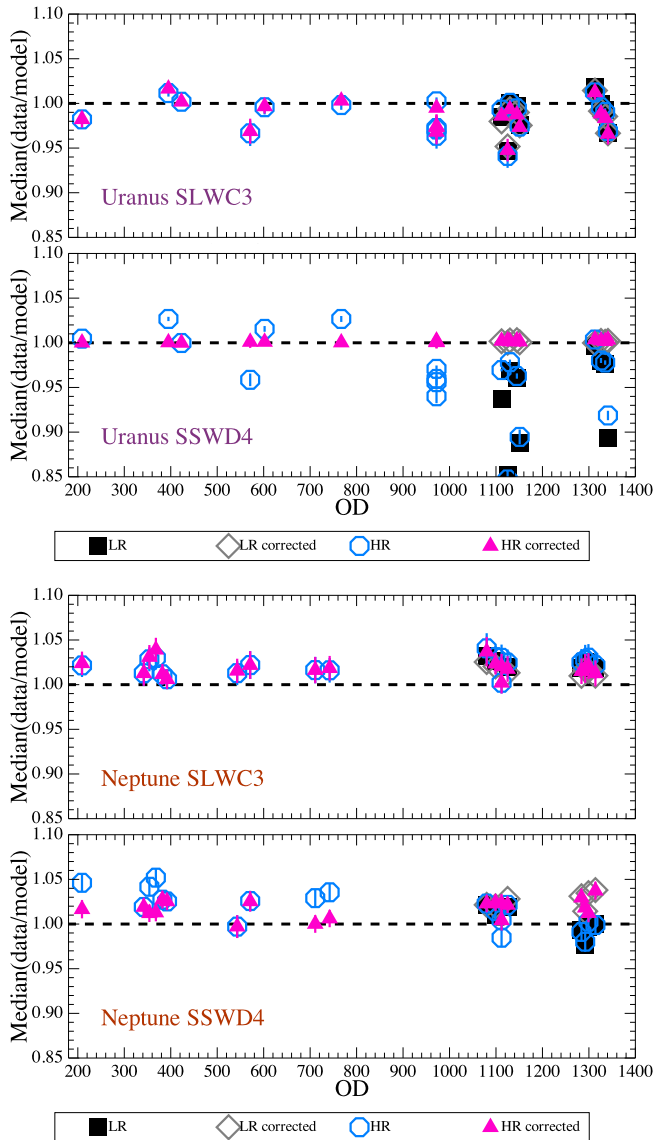 1.10
1.05
1.00
0.95
0.90
0.85
Median(data/model)
Uranus SLWC3
1.10
1.05
1.00
0.95
0.90
0.85
Median(data/model)
Uranus SSWD4
200 300 400 500 600 700 800 900 1000 1100 1200 1300 1400
OD
LR LR corrected HR HR corrected
1.10
1.05
1.00
0.95
0.90
0.85
Median(data/model)
Neptune SLWC3
1.10
1.05
1.00
0.95
0.90
0.85
Median(data/model)
Neptune SSWD4
200 300 400 500 600 700 800 900 1000 1100 1200 1300 1400
OD
LR LR corrected HR HR corrected